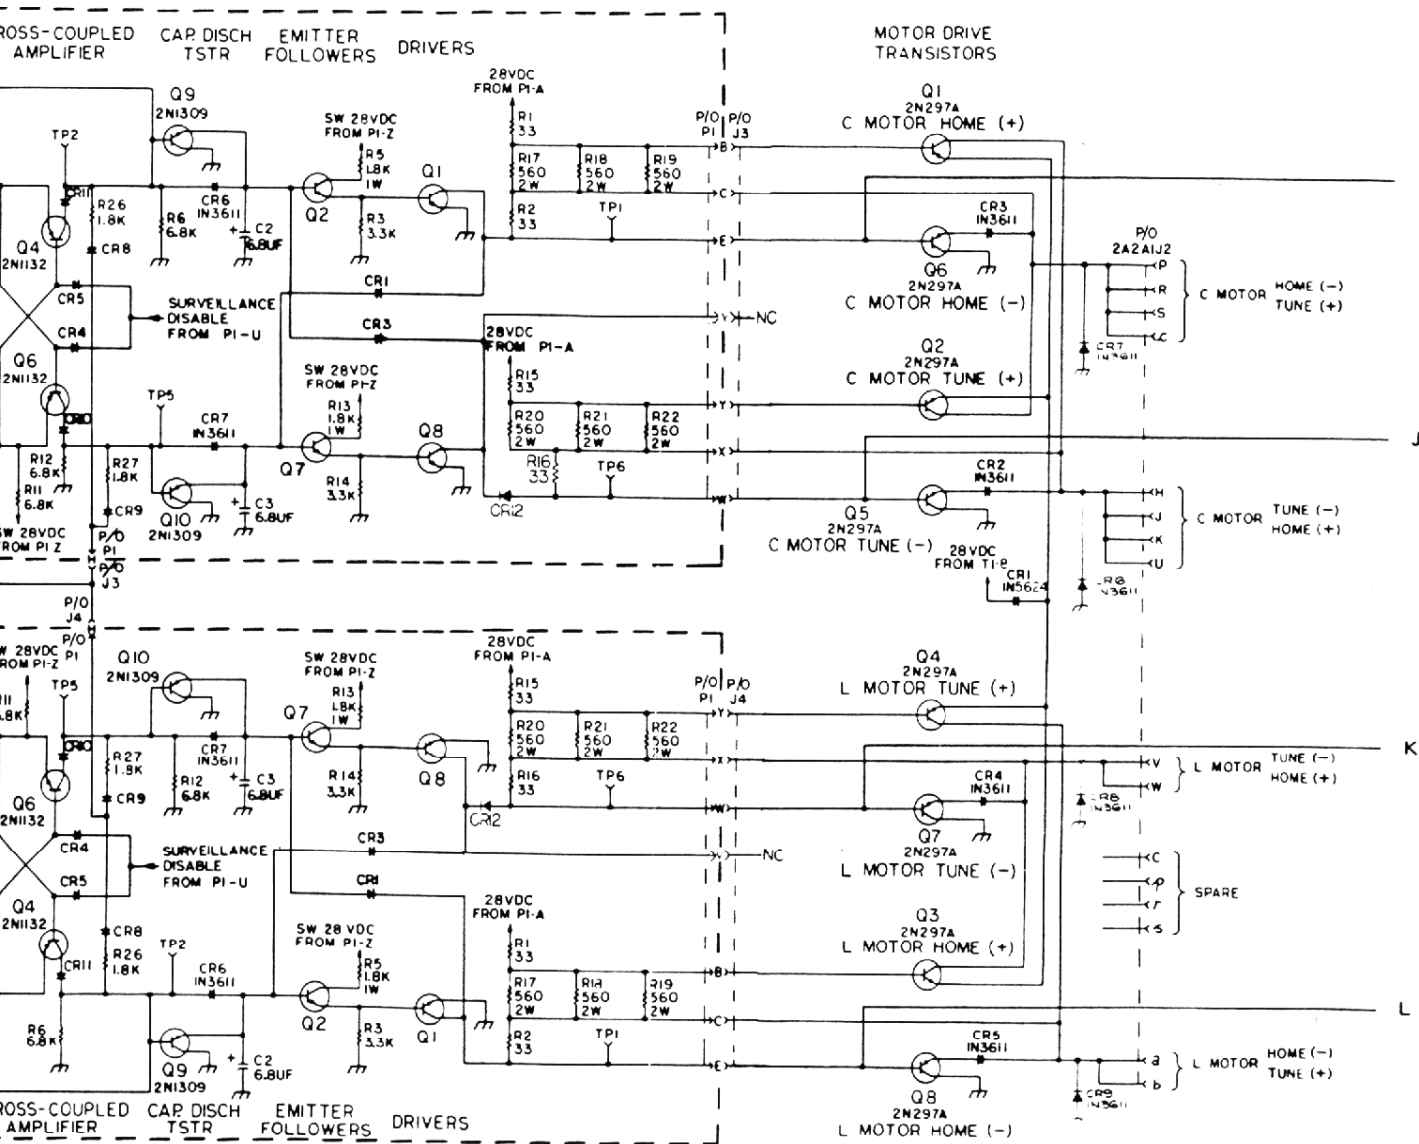 ROSS-COUPLED AMPLIFIER
CAP. DISCH TSTR
EMITTER FOLLOWERS
DRIVERS
MOTOR DRIVE TRANSISTORS
28VDC
FROM P1-A
Q9
2N1309
TP2
SW 28VDC
FROM P1-Z
R5
1.8K
1W
Q1
R1
33
P/O P/O
P1 J3
Q1
2N297A
C MOTOR HOME (+)
B
R17
560
2W
R18
560
2W
R19
560
2W
C
CR11
R26
1.8K
CR6
1N3611
Q2
R6
6.8K
C2
6.8UF
R3
3.3K
R2
33
TP1
E
CR3
1N3611
Q4
2N1132
CR8
Q6
2N297A
C MOTOR HOME (-)
P/O
2A2A1J2
P
R
S
C
C MOTOR
HOME (-)
TUNE (+)
CR5
CR1
SURVEILLANCE
DISABLE
FROM P1-U
CR4
CR3
V
NC
28VDC
FROM P1-A
CR7
1N3611
Q6
2N1132
SW 28VDC
FROM P1-Z
R15
33
Q2
2N297A
C MOTOR TUNE (+)
CR10
TP5
CR7
1N3611
R13
1.8K
1W
Q8
R20
560
2W
R21
560
2W
R22
560
2W
Y
X
J
R12
6.8K
R27
1.8K
Q7
R14
3.3K
R16
33
TP6
W
CR2
1N3611
R11
6.8K
CR9
Q10
2N1309
C3
6.8UF
CR12
Q5
2N297A
C MOTOR TUNE (-)
H
J
K
U
C MOTOR
TUNE (-)
HOME (+)
SW 28VDC
FROM P1 Z
P/O
P1
P/O
J3
28VDC
FROM T1-8
CR1
1N5624
1N3611
P/O
J4
H
P/O
P1
28VDC
FROM P1-Z
TP5
Q10
2N1309
SW 28VDC
FROM P1-Z
28VDC
FROM P1-A
R13
1.8K
1W
R15
33
P/O P/O
P1 J4
Q4
2N297A
L MOTOR TUNE (+)
Y
CR10
R27
1.8K
CR7
1N3611
Q7
Q8
R20
560
2W
R21
560
2W
R22
560
2W
X
K
R12
6.8K
C3
6.8UF
R14
3.3K
R16
33
TP6
W
CR4
1N3611
V
W
L MOTOR
TUNE (-)
HOME (+)
CR8
1N3611
Q6
2N1132
CR9
CR12
Q7
2N297A
L MOTOR TUNE (-)
CR4
SURVEILLANCE
DISABLE
FROM P1-U
CR3
V
NC
CR5
CR1
C
p
r
s
SPARE
Q4
2N1132
28VDC
FROM P1-A
Q3
2N297A
L MOTOR HOME (+)
CR8
TP2
SW 28 VDC
FROM P1-Z
R1
33
CR11
R26
1.8K
CR6
1N3611
R5
1.8K
1W
B
R17
560
2W
R18
560
2W
R19
560
2W
C
L
Q2
Q1
R6
6.8K
R3
3.3K
R2
33
TP1
E
CR5
1N3611
Q9
2N1309
C2
6.8UF
Q8
2N297A
L MOTOR HOME (-)
a
b
L MOTOR
HOME (-)
TUNE (+)
CR9
1N3611
ROSS-COUPLED AMPLIFIER
CAP. DISCH TSTR
EMITTER FOLLOWERS
DRIVERS